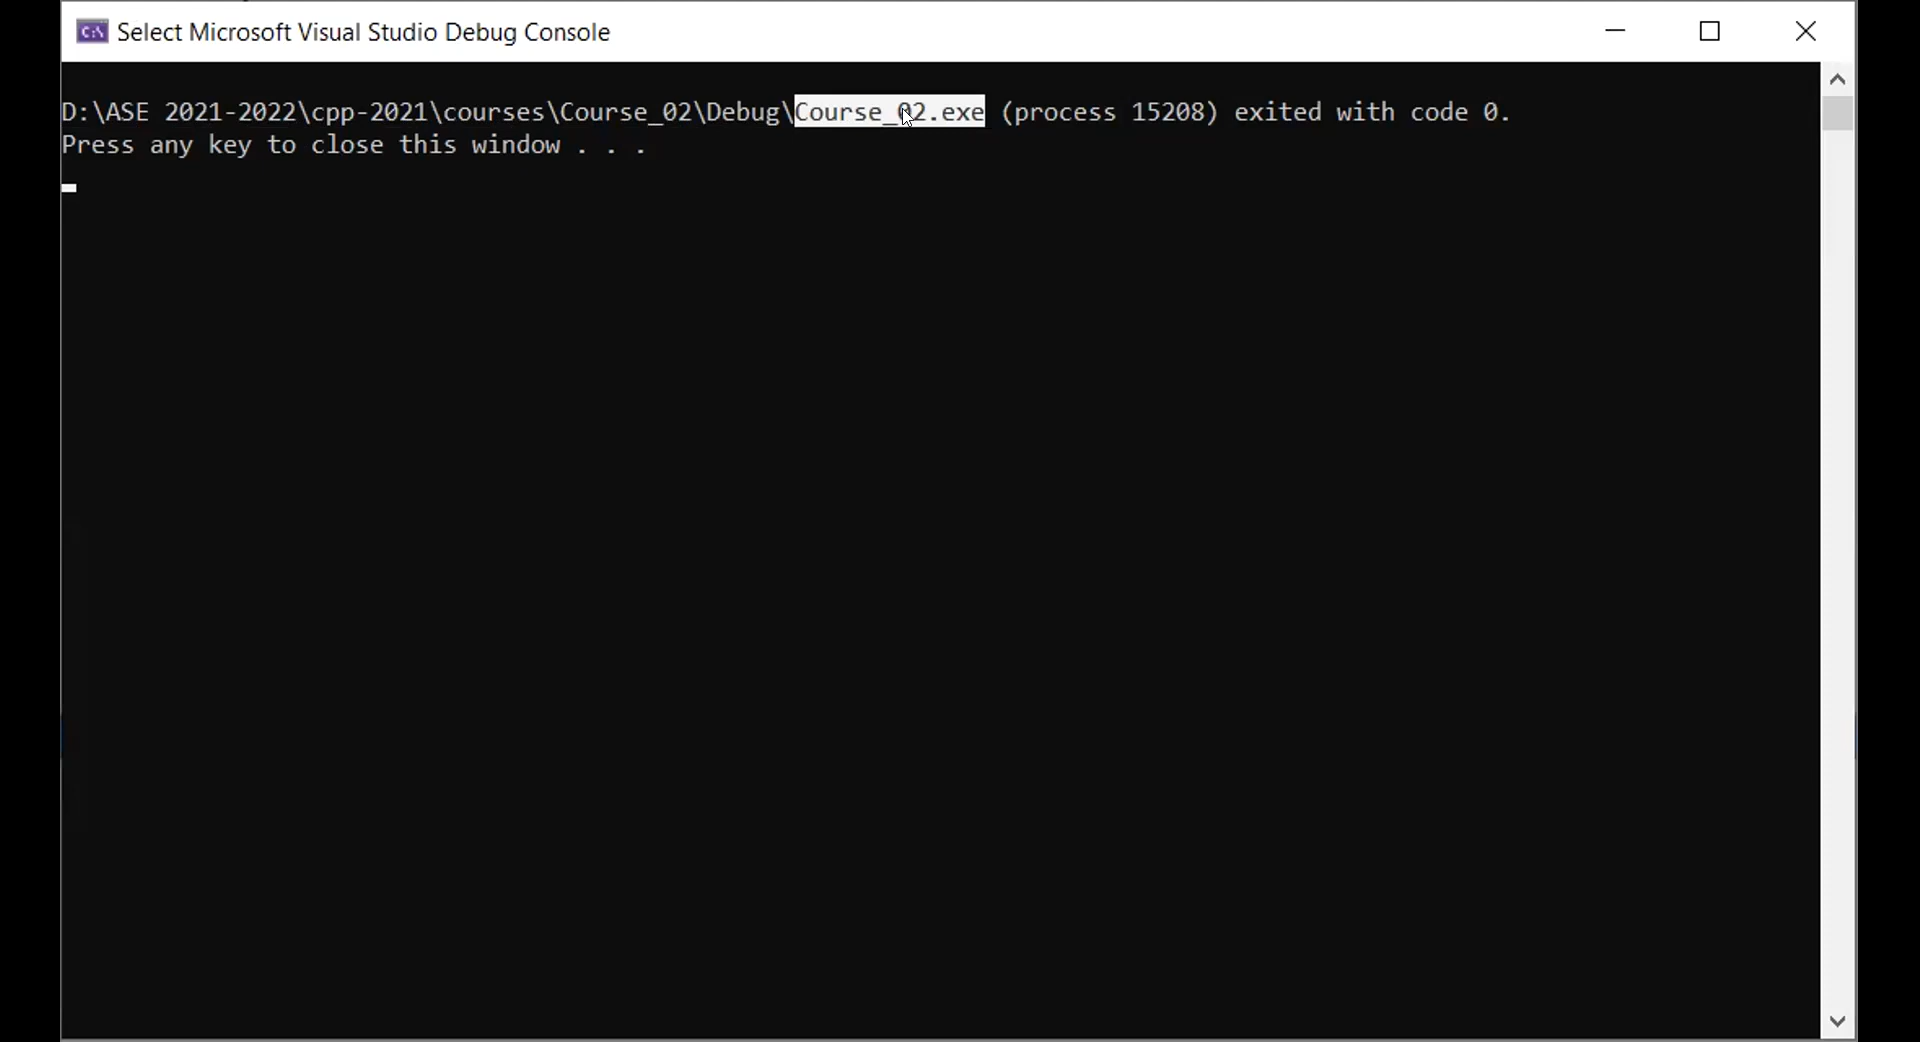 Select Microsoft Visual Studio Debug Console
D:\ASE 2021-2022\cpp-2021\courses\Course_02\Debug\Course_02.exe (process 15208) exited with code 0.
Press any key to close this window . . .